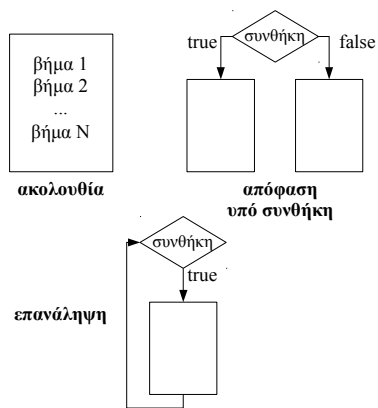 βήμα 1
βήμα 2
...
βήμα N
ακολουθία
συνθήκη
true
false
απόφαση
υπό συνθήκη
συνθήκη
true
επανάληψη